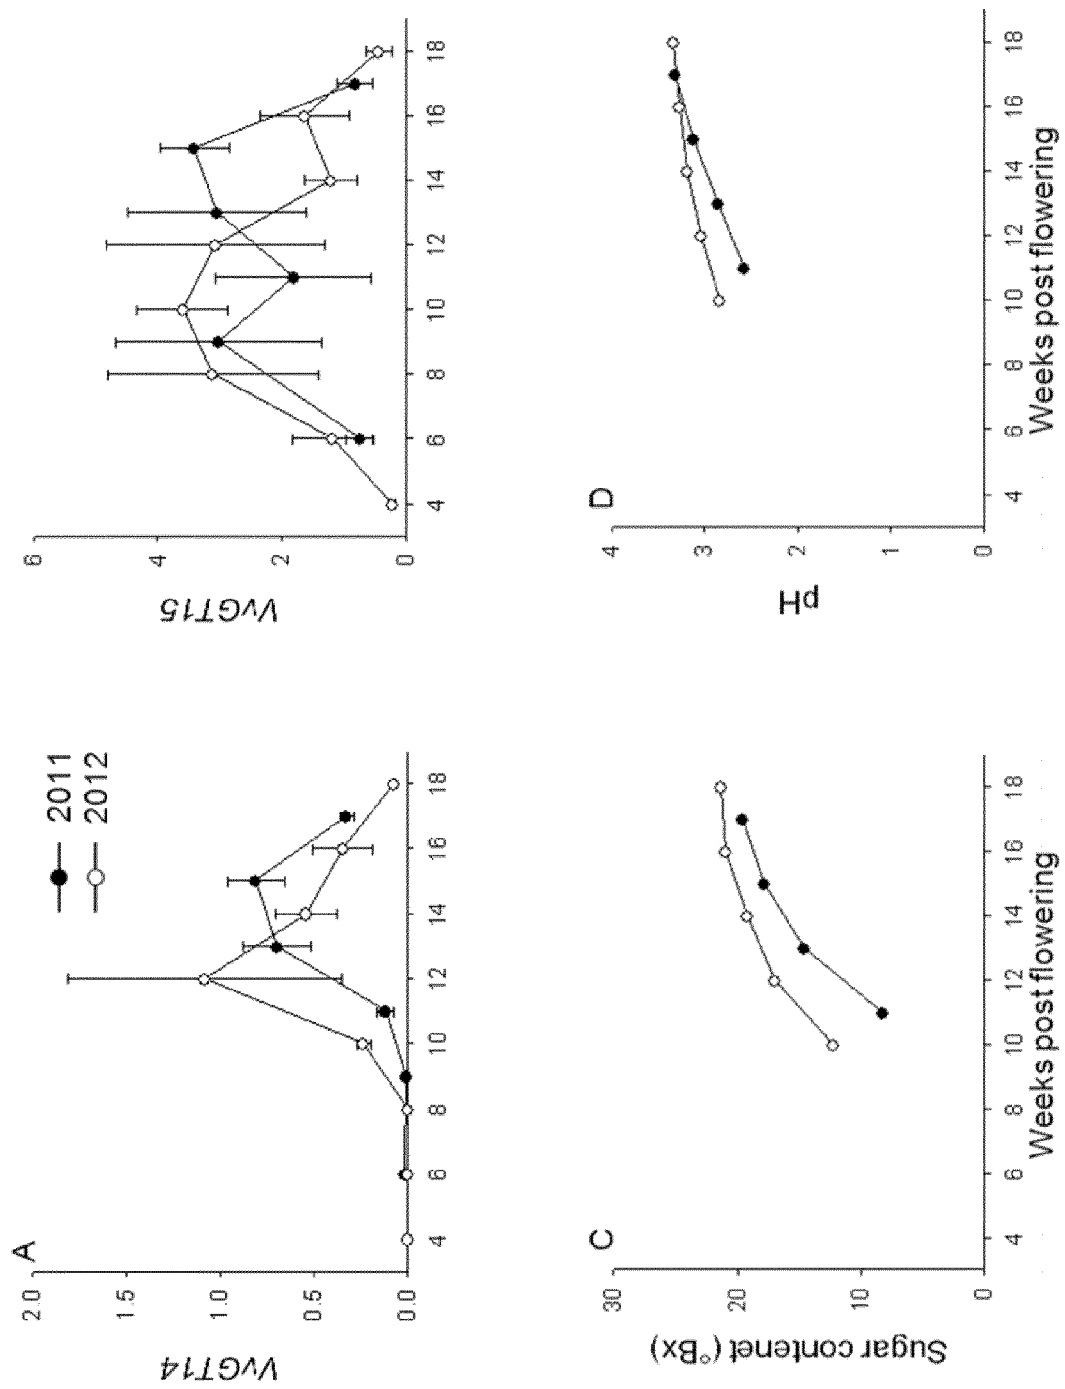 A
2011
2012
VvGT14
2.0
1.5
1.0
0.5
0.0
4 6 8 10 12 14 16 18
VvGT15
6
4
2
0
4 6 8 10 12 14 16 18
C
Sugar contenet (°Bx)
30
20
10
0
4 6 8 10 12 14 16 18
Weeks post flowering
D
pH
4
3
2
1
0
4 6 8 10 12 14 16 18
Weeks post flowering